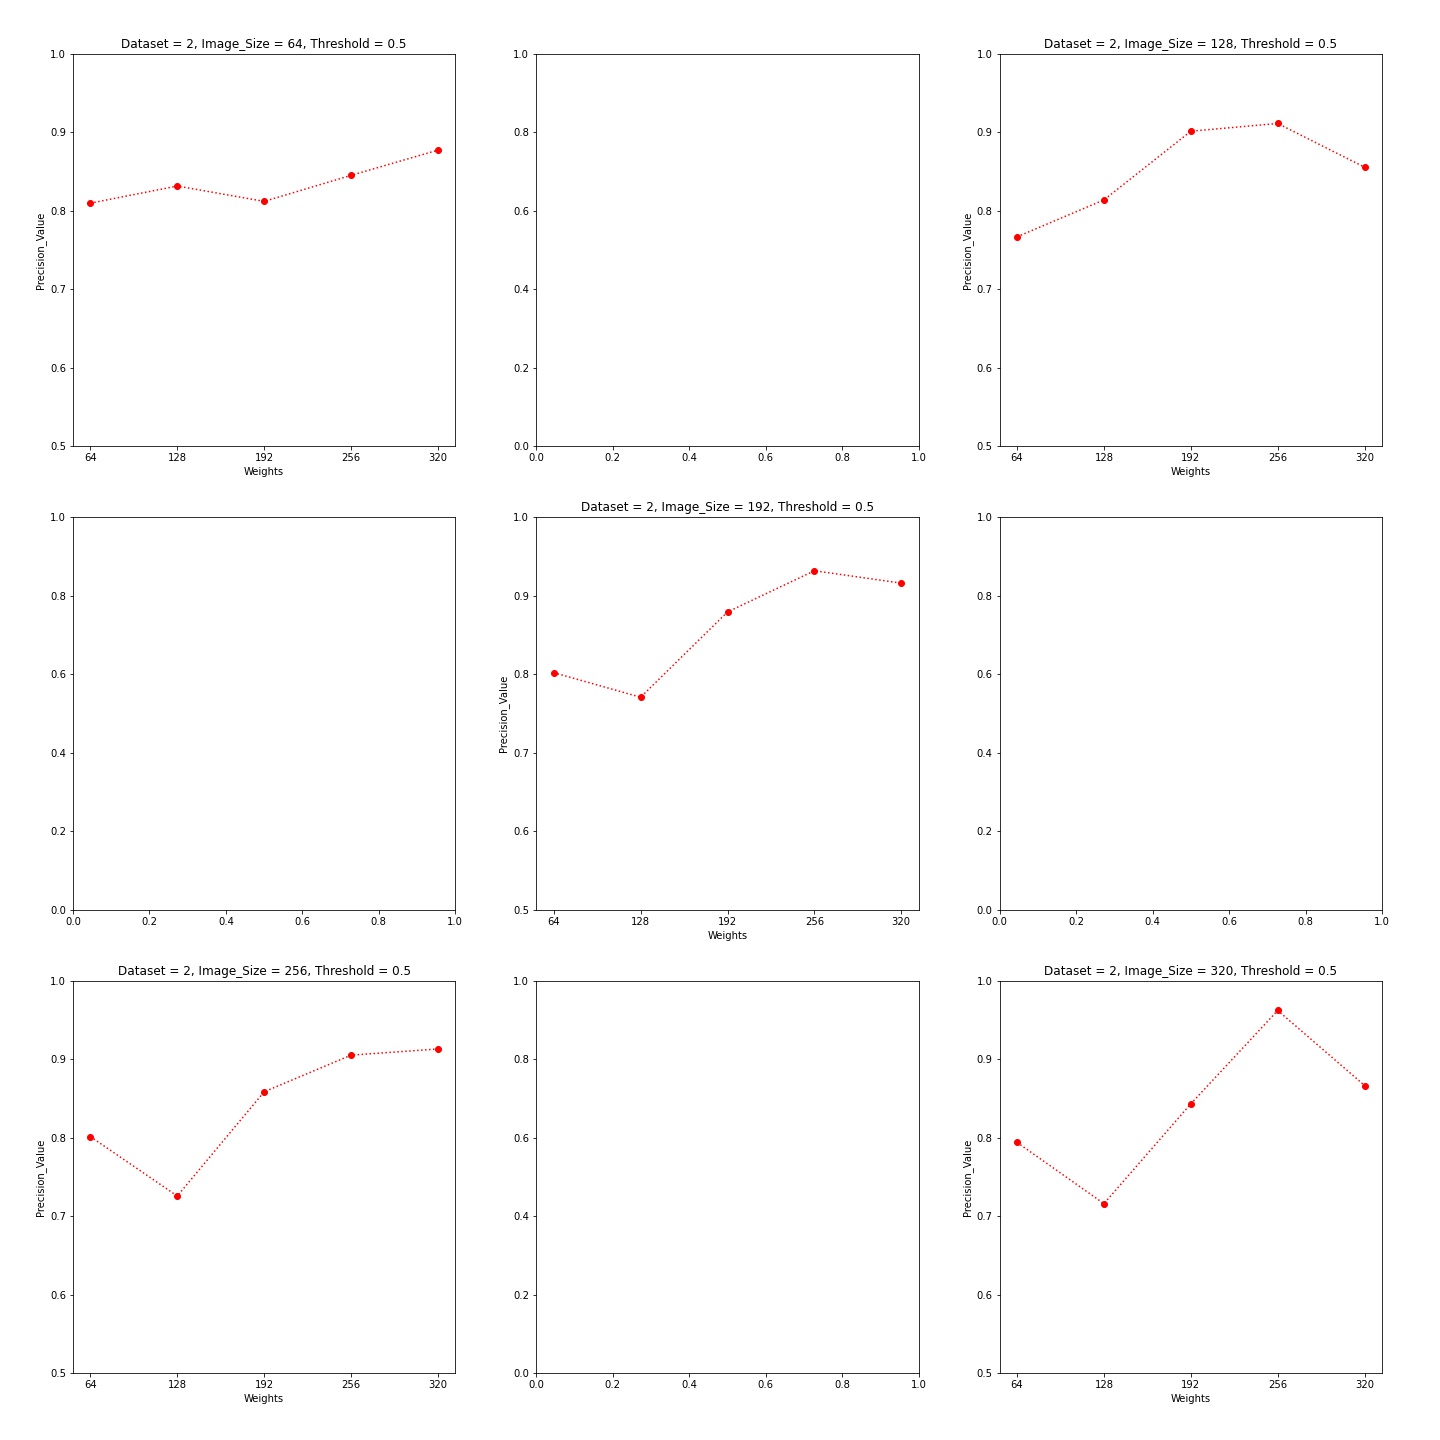 Dataset = 2, Image_Size = 64, Threshold = 0.5
1.0
0.9
0.8
0.7
0.6
0.5
Precision_Value
64 128 192 256 320
Weights
1.0
0.8
0.6
0.4
0.2
0.0
0.0 0.2 0.4 0.6 0.8 1.0
Dataset = 2, Image_Size = 128, Threshold = 0.5
1.0
0.9
0.8
0.7
0.6
0.5
Precision_Value
64 128 192 256 320
Weights
1.0
0.8
0.6
0.4
0.2
0.0
0.0 0.2 0.4 0.6 0.8 1.0
Dataset = 2, Image_Size = 192, Threshold = 0.5
1.0
0.9
0.8
0.7
0.6
0.5
Precision_Value
64 128 192 256 320
Weights
1.0
0.8
0.6
0.4
0.2
0.0
0.0 0.2 0.4 0.6 0.8 1.0
Dataset = 2, Image_Size = 256, Threshold = 0.5
1.0
0.9
0.8
0.7
0.6
0.5
Precision_Value
64 128 192 256 320
Weights
1.0
0.8
0.6
0.4
0.2
0.0
0.0 0.2 0.4 0.6 0.8 1.0
Dataset = 2, Image_Size = 320, Threshold = 0.5
1.0
0.9
0.8
0.7
0.6
0.5
Precision_Value
64 128 192 256 320
Weights